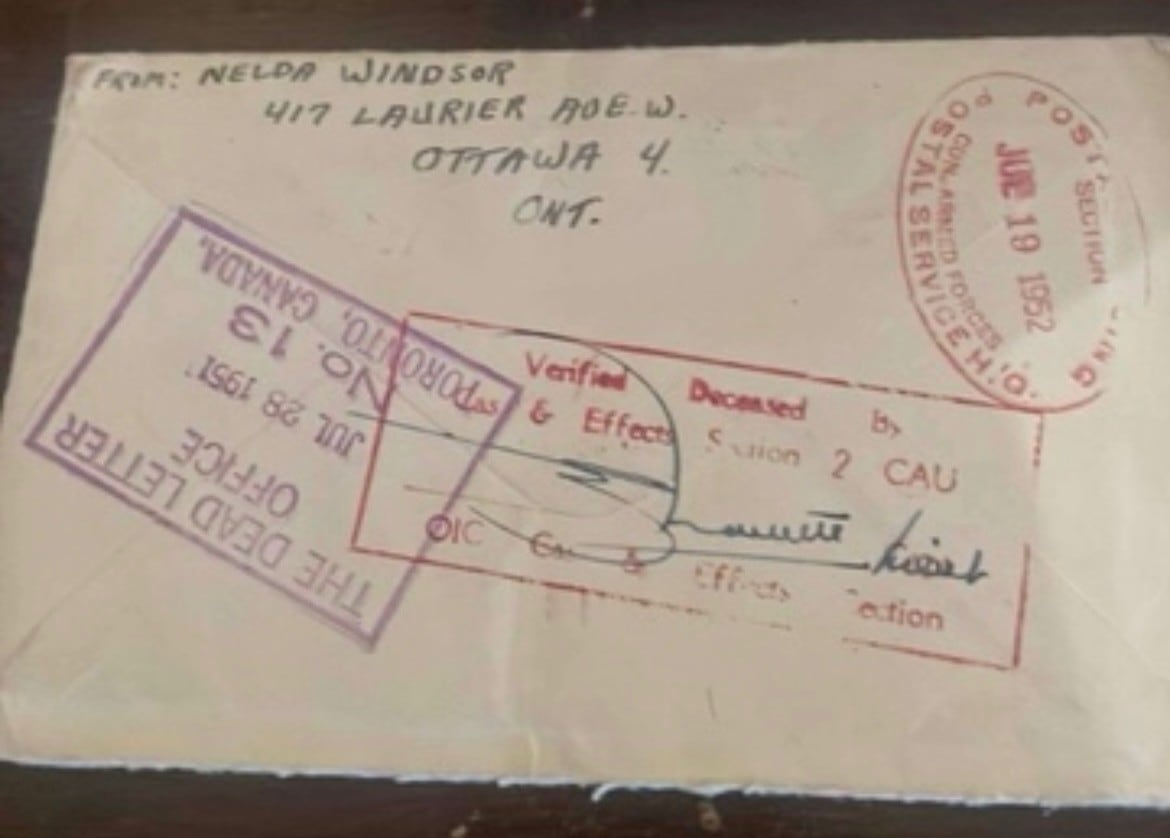 FROM: NELDA WINDSOR
417 LAURIER AVE. W.
OTTAWA 4.
ONT.
POSTAL SERVICE H.Q.
CDN. ARMED FORCES
19 1952
SECTION
THE DEAD LETTER
OFFICE
JUL 28 1951
No. 13
TORONTO, CANADA.
Verified Deceased By
& Effects Section 2 CAU
OIC & Effects Section